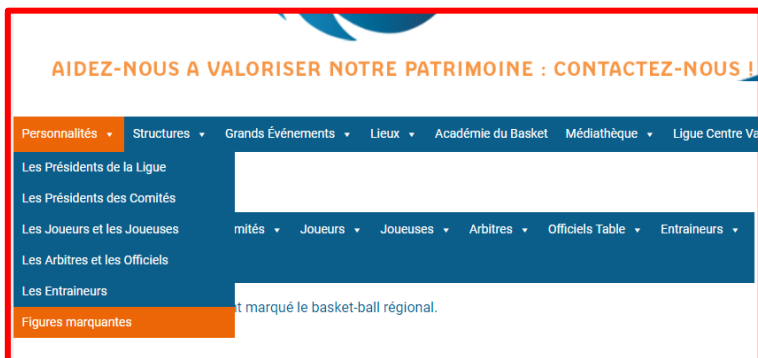 AIDEZ-NOUS A VALORISER NOTRE PATRIMOINE : CONTACTEZ-NOUS !
Personnalités Structures Grands Événements Lieux Académie du Basket Médiathèque Ligue Centre
Les Présidents de la Ligue
Les Présidents des Comités
Les Joueurs et les Joueuses
Joueurs Joueuses Arbitres Officiels Table Entraineurs
Les Arbitres et les Officiels
Les Entraineurs
marqué le basket-ball régional.
Figures marquantes